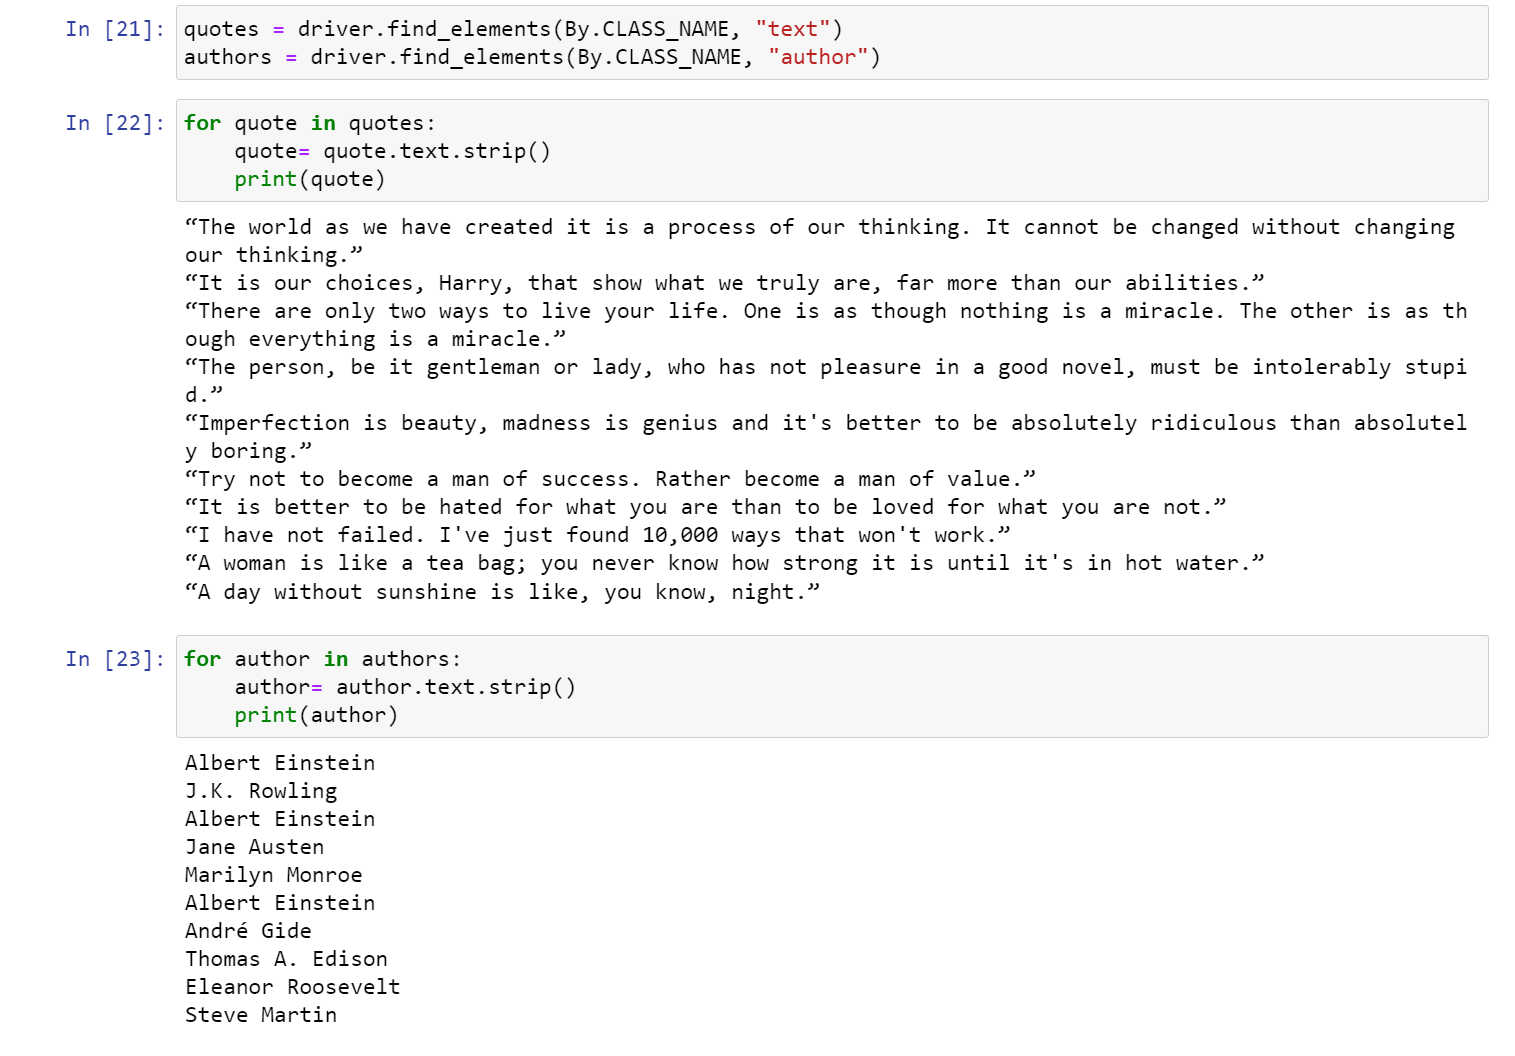 In [21]: quotes = driver.find_elements(By.CLASS_NAME, "text")
authors = driver.find_elements(By.CLASS_NAME, "author")
In [22]: for quote in quotes:
    quote= quote.text.strip()
    print(quote)
“The world as we have created it is a process of our thinking. It cannot be changed without changing
our thinking.”
“It is our choices, Harry, that show what we truly are, far more than our abilities.”
“There are only two ways to live your life. One is as though nothing is a miracle. The other is as th
ough everything is a miracle.”
“The person, be it gentleman or lady, who has not pleasure in a good novel, must be intolerably stupi
d.”
“Imperfection is beauty, madness is genius and it's better to be absolutely ridiculous than absolutel
y boring.”
“Try not to become a man of success. Rather become a man of value.”
“It is better to be hated for what you are than to be loved for what you are not.”
“I have not failed. I've just found 10,000 ways that won't work.”
“A woman is like a tea bag; you never know how strong it is until it's in hot water.”
“A day without sunshine is like, you know, night.”
In [23]: for author in authors:
    author= author.text.strip()
    print(author)
Albert Einstein
J.K. Rowling
Albert Einstein
Jane Austen
Marilyn Monroe
Albert Einstein
André Gide
Thomas A. Edison
Eleanor Roosevelt
Steve Martin